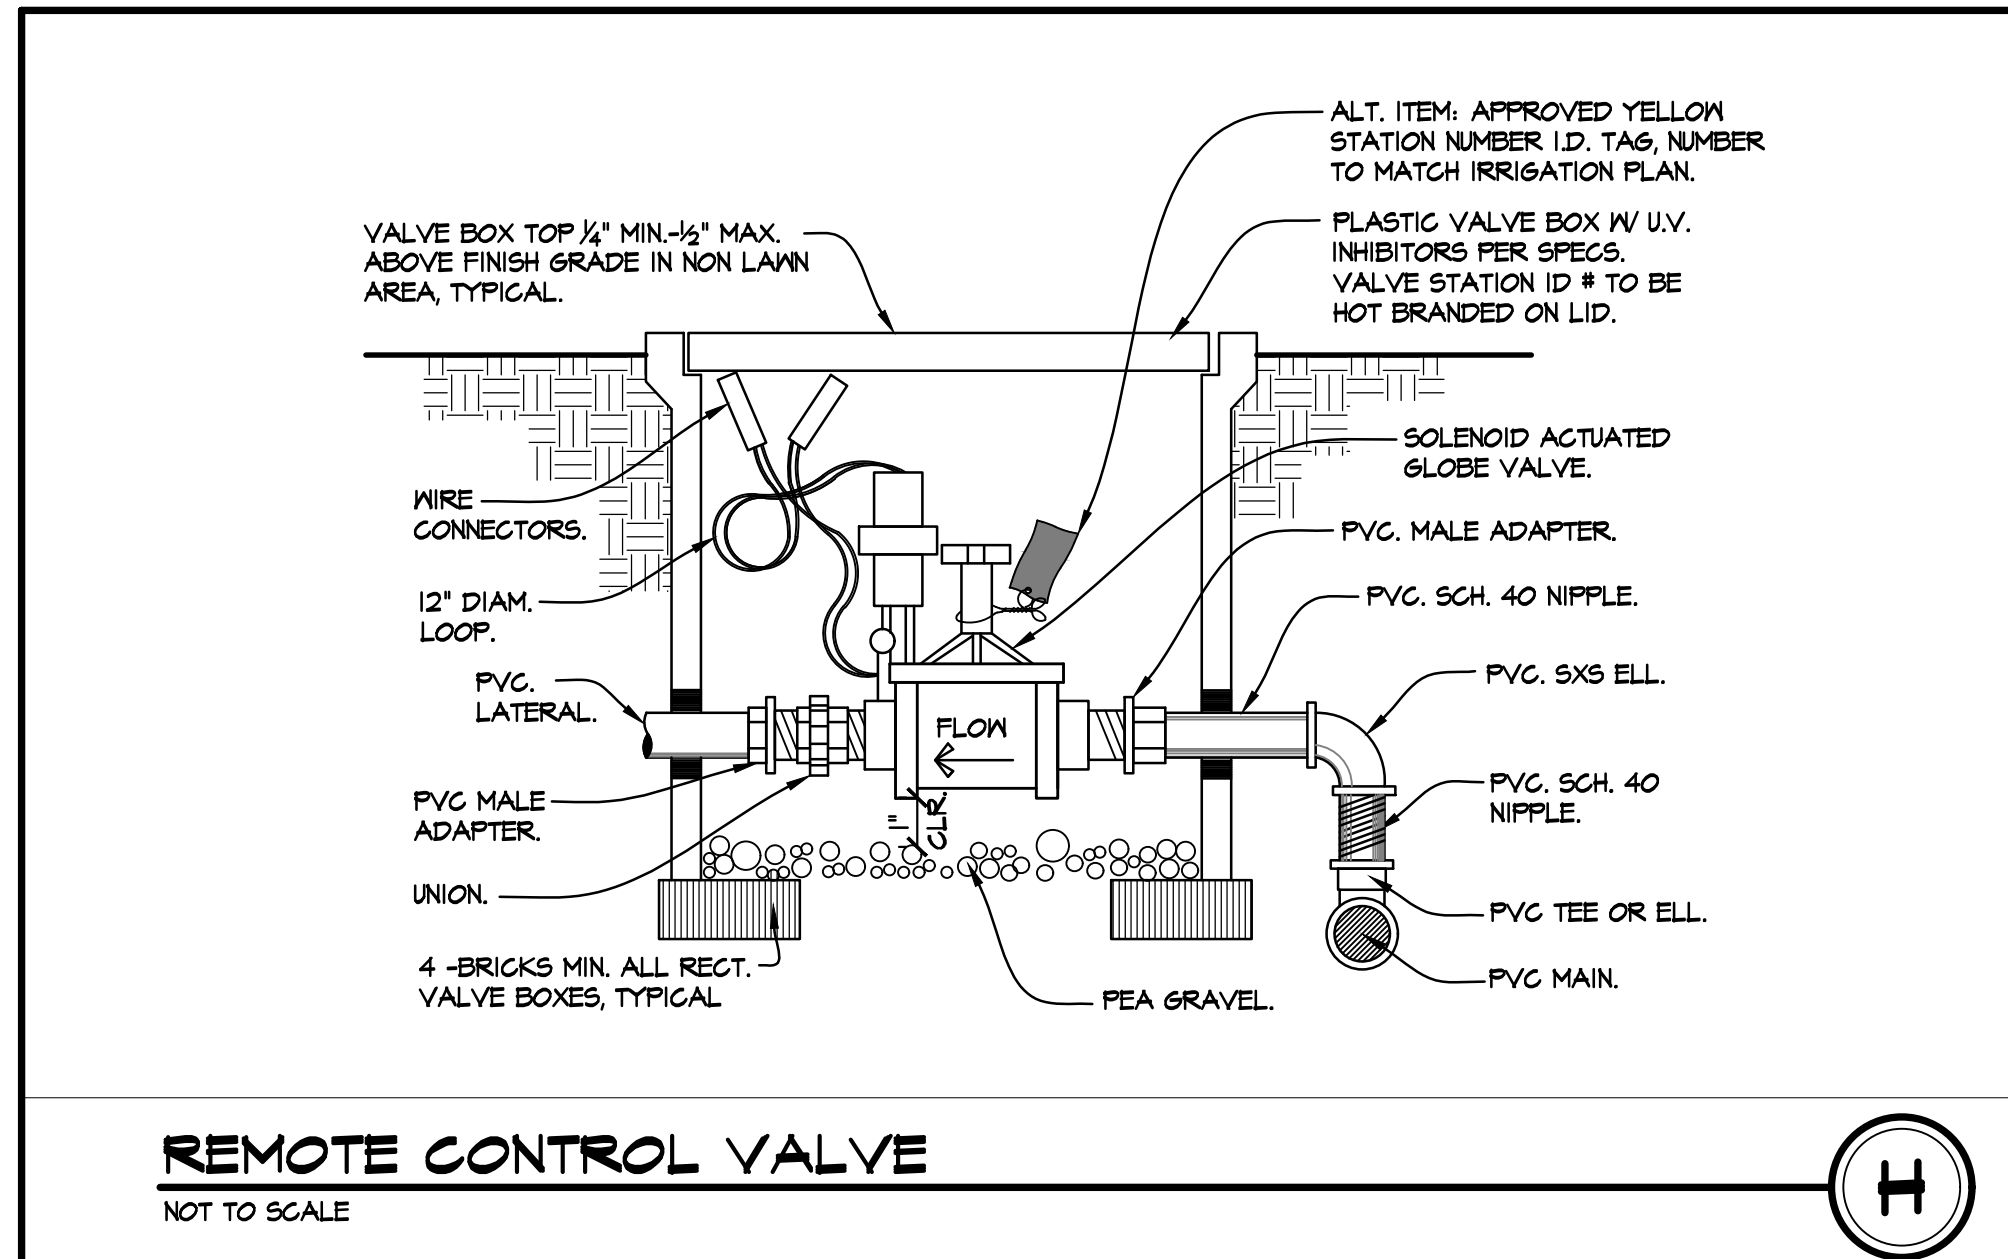 ALT. ITEM: APPROVED YELLOW
STATION NUMBER I.D. TAG, NUMBER
TO MATCH IRRIGATION PLAN.
VALVE BOX TOP 1/4" MIN.-1/2" MAX.
ABOVE FINISH GRADE IN NON LAWN
AREA, TYPICAL.
PLASTIC VALVE BOX W/ U.V.
INHIBITORS PER SPECS.
VALVE STATION ID # TO BE
HOT BRANDED ON LID.
SOLENOID ACTUATED
GLOBE VALVE.
WIRE
CONNECTORS.
PVC. MALE ADAPTER.
12" DIAM.
LOOP.
PVC. SCH. 40 NIPPLE.
PVC.
LATERAL.
PVC. SXS ELL.
FLOW
PVC MALE
ADAPTER.
1"
CLR.
PVC. SCH. 40
NIPPLE.
UNION.
PVC TEE OR ELL.
4 -BRICKS MIN. ALL RECT.
VALVE BOXES, TYPICAL
PEA GRAVEL.
PVC MAIN.
REMOTE CONTROL VALVE
NOT TO SCALE
H